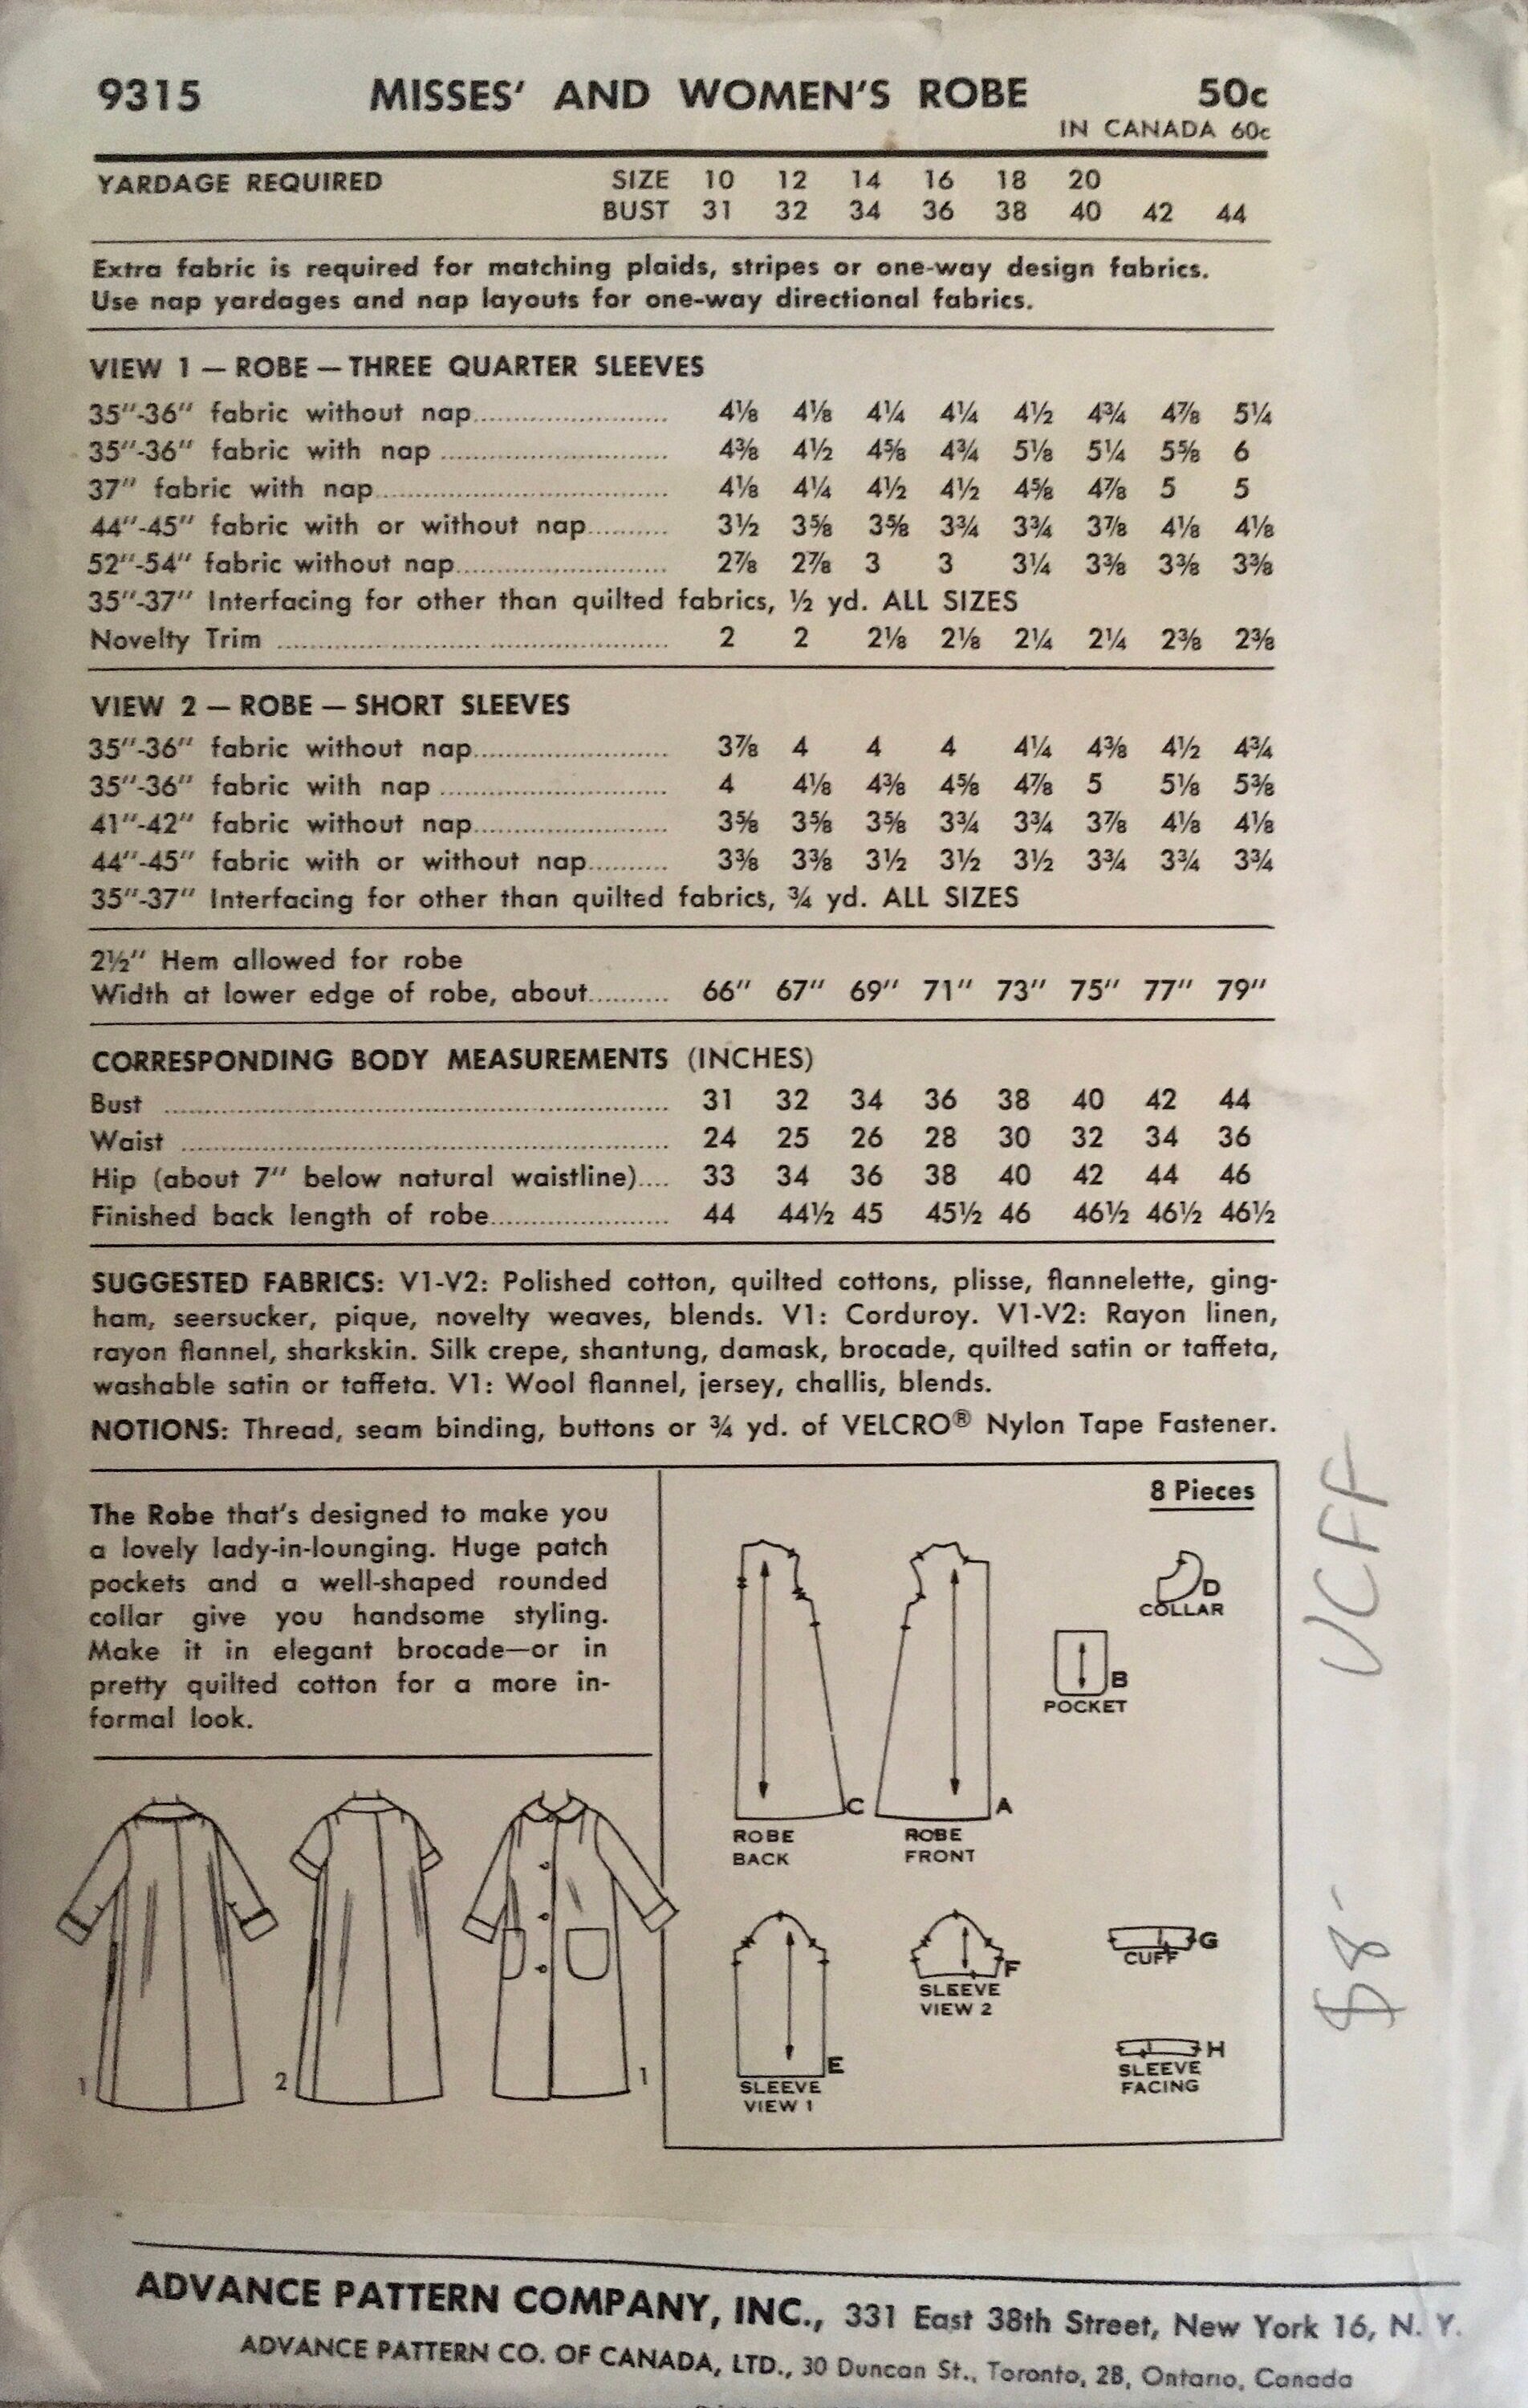 9315 MISSES' AND WOMEN'S ROBE 50c
IN CANADA 60c
YARDAGE REQUIRED SIZE 10 12 14 16 18 20
BUST 31 32 34 36 38 40 42 44
Extra fabric is required for matching plaids, stripes or one-way design fabrics.
Use nap yardages and nap layouts for one-way directional fabrics.
VIEW 1 — ROBE — THREE QUARTER SLEEVES
35"-36" fabric without nap 4⅛ 4⅛ 4¼ 4¼ 4½ 4¾ 4⅞ 5¼
35"-36" fabric with nap 4⅜ 4½ 4⅝ 4¾ 5⅛ 5¼ 5⅝ 6
37" fabric with nap 4⅛ 4¼ 4½ 4½ 4⅝ 4⅞ 5 5
44"-45" fabric with or without nap 3½ 3⅝ 3⅝ 3¾ 3¾ 3⅞ 4⅛ 4⅛
52"-54" fabric without nap 2⅞ 2⅞ 3 3 3¼ 3⅜ 3⅜ 3⅜
35"-37" Interfacing for other than quilted fabrics, ½ yd. ALL SIZES
Novelty Trim 2 2 2⅛ 2⅛ 2¼ 2¼ 2⅜ 2⅜
VIEW 2 — ROBE — SHORT SLEEVES
35"-36" fabric without nap 3⅞ 4 4 4 4¼ 4⅜ 4½ 4¾
35"-36" fabric with nap 4 4⅛ 4⅜ 4⅝ 4⅞ 5 5⅛ 5⅜
41"-42" fabric without nap 3⅝ 3⅝ 3⅝ 3¾ 3¾ 3⅞ 4⅛ 4⅛
44"-45" fabric with or without nap 3⅜ 3⅜ 3½ 3½ 3½ 3¾ 3¾ 3¾
35"-37" Interfacing for other than quilted fabrics, ¾ yd. ALL SIZES
2½" Hem allowed for robe
Width at lower edge of robe, about 66" 67" 69" 71" 73" 75" 77" 79"
CORRESPONDING BODY MEASUREMENTS (INCHES)
Bust 31 32 34 36 38 40 42 44
Waist 24 25 26 28 30 32 34 36
Hip (about 7" below natural waistline) 33 34 36 38 40 42 44 46
Finished back length of robe 44 44½ 45 45½ 46 46½ 46½ 46½
SUGGESTED FABRICS: V1-V2: Polished cotton, quilted cottons, plisse, flannelette, ging-
ham, seersucker, pique, novelty weaves, blends. V1: Corduroy. V1-V2: Rayon linen,
rayon flannel, sharkskin. Silk crepe, shantung, damask, brocade, quilted satin or taffeta,
washable satin or taffeta. V1: Wool flannel, jersey, challis, blends.
NOTIONS: Thread, seam binding, buttons or ¾ yd. of VELCRO® Nylon Tape Fastener.
The Robe that's designed to make you
a lovely lady-in-lounging. Huge patch
pockets and a well-shaped rounded
collar give you handsome styling.
Make it in elegant brocade—or in
pretty quilted cotton for a more in-
formal look.
1
2
1
8 Pieces
D
COLLAR
B
POCKET
C
ROBE
BACK
A
ROBE
FRONT
E
SLEEVE
VIEW 1
F
SLEEVE
VIEW 2
G
CUFF
H
SLEEVE
FACING
UCFF
$8-
ADVANCE PATTERN COMPANY, INC., 331 East 38th Street, New York 16, N. Y.
ADVANCE PATTERN CO. OF CANADA, LTD., 30 Duncan St., Toronto, 2B, Ontario, Canada